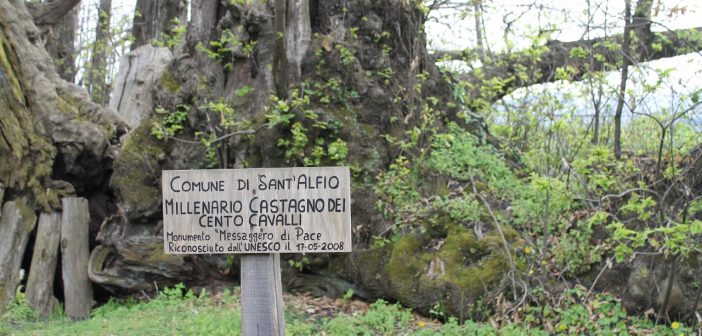 COMUNE DI SANT'ALFIO
MILLENARIO CASTAGNO DEI
CENTO CAVALLI
Monumento "Messaggero di Pace
Riconosciuto dall'UNESCO il 17-05-2008